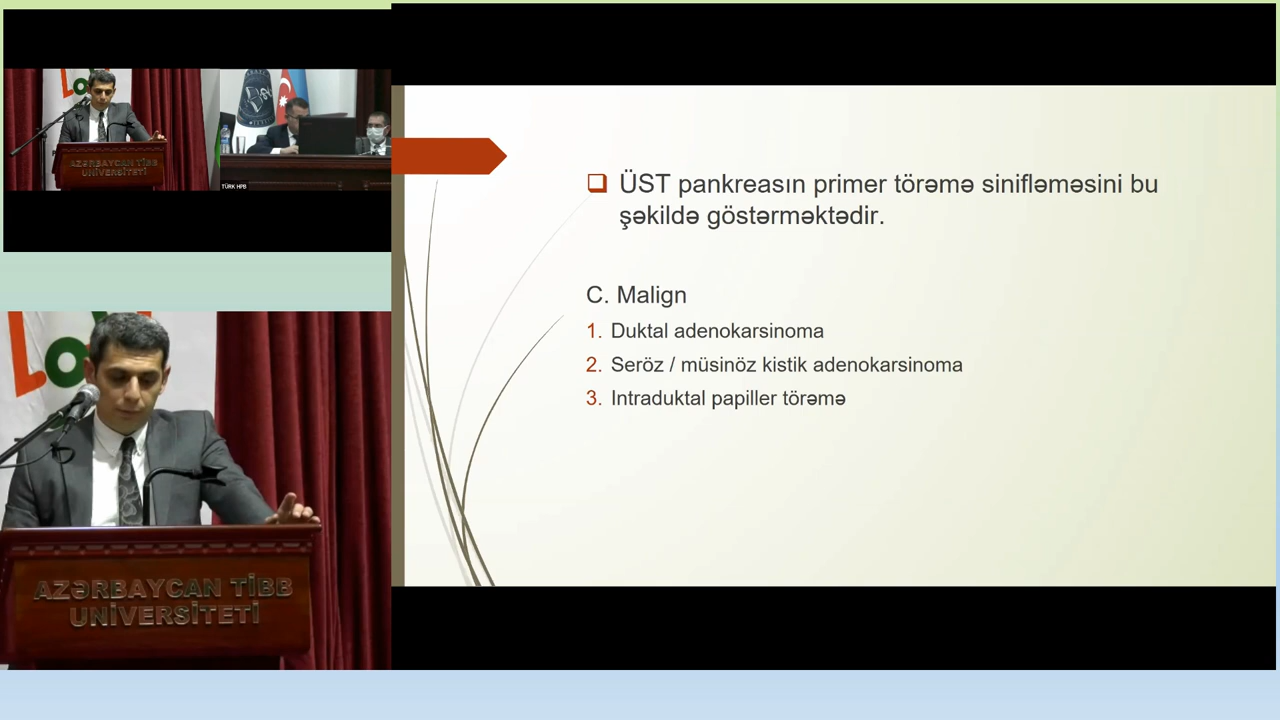 AZƏRBAYCAN TİBB
UNİVERSİTETİ
TÜRK HPB
ÜST pankreasın primer törəmə sinifləməsini bu
şəkildə göstərməktədir.
C. Malign
1. Duktal adenokarsinoma
2. Seröz / müsinöz kistik adenokarsinoma
3. Intraduktal papiller törəmə
AZƏRBAYCAN TİBB
UNİVERSİTETİ